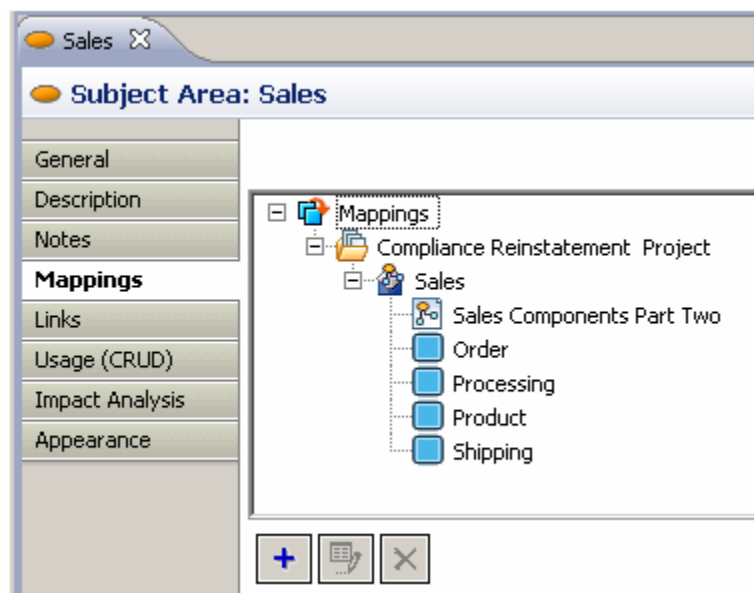 Sales
Subject Area: Sales
General
Description
Notes
Mappings
Links
Usage (CRUD)
Impact Analysis
Appearance
Mappings
Compliance Reinstatement Project
Sales
Sales Components Part Two
Order
Processing
Product
Shipping